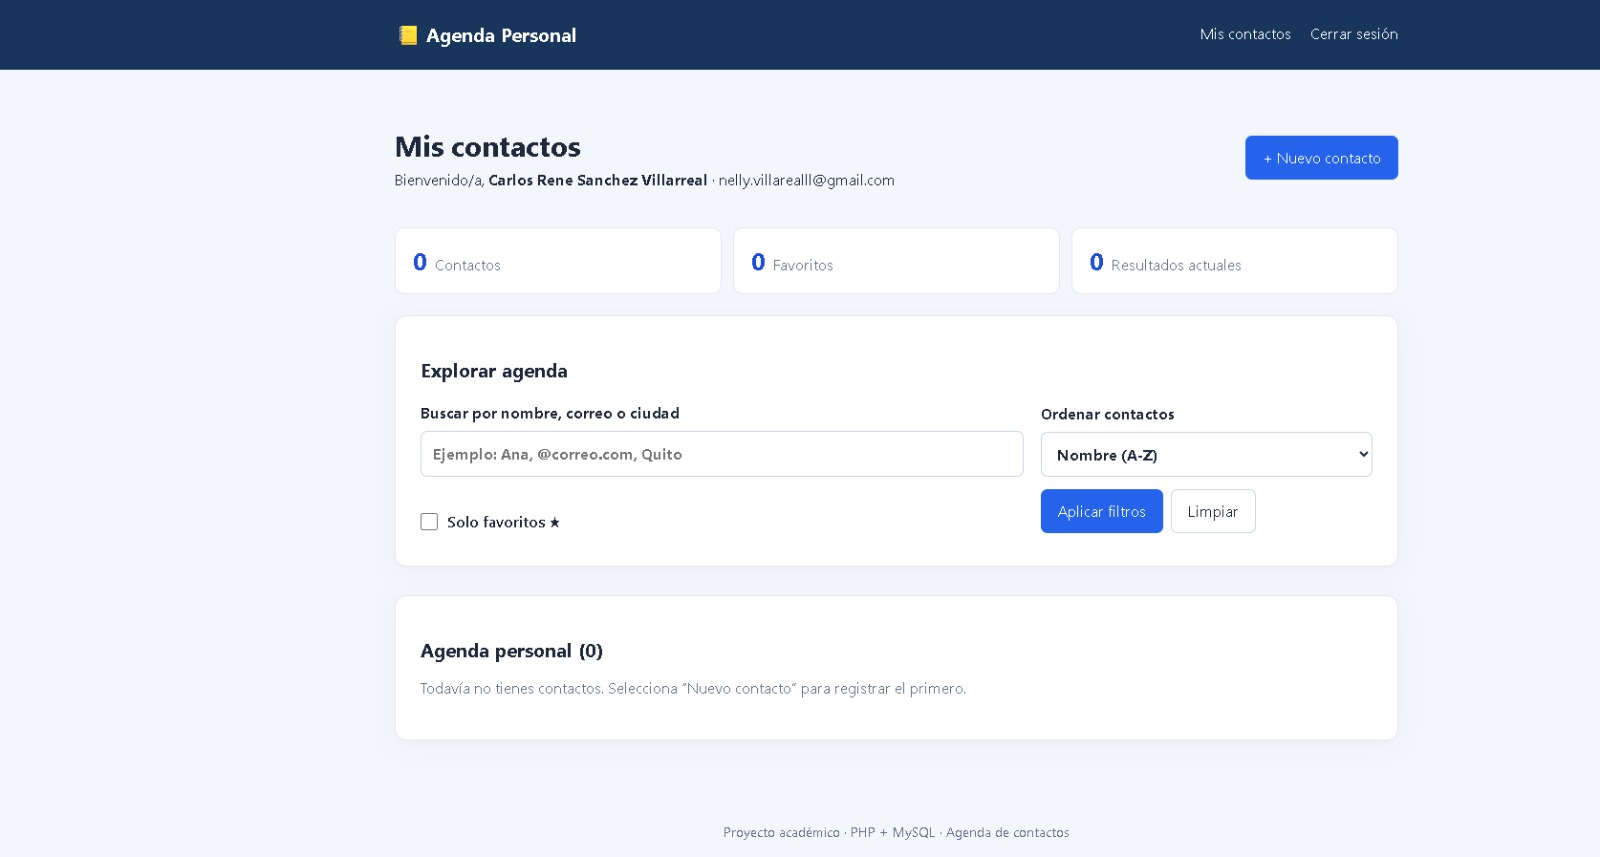 Agenda Personal
Mis contactos Cerrar sesión
Mis contactos
Bienvenido/a, Carlos Rene Sanchez Villarreal · nelly.villarealll@gmail.com
+ Nuevo contacto
0 Contactos
0 Favoritos
0 Resultados actuales
Explorar agenda
Buscar por nombre, correo o ciudad
Ejemplo: Ana, @correo.com, Quito
Ordenar contactos
Nombre (A-Z)
Solo favoritos ★
Aplicar filtros
Limpiar
Agenda personal (0)
Todavía no tienes contactos. Selecciona "Nuevo contacto" para registrar el primero.
Proyecto académico · PHP + MySQL · Agenda de contactos